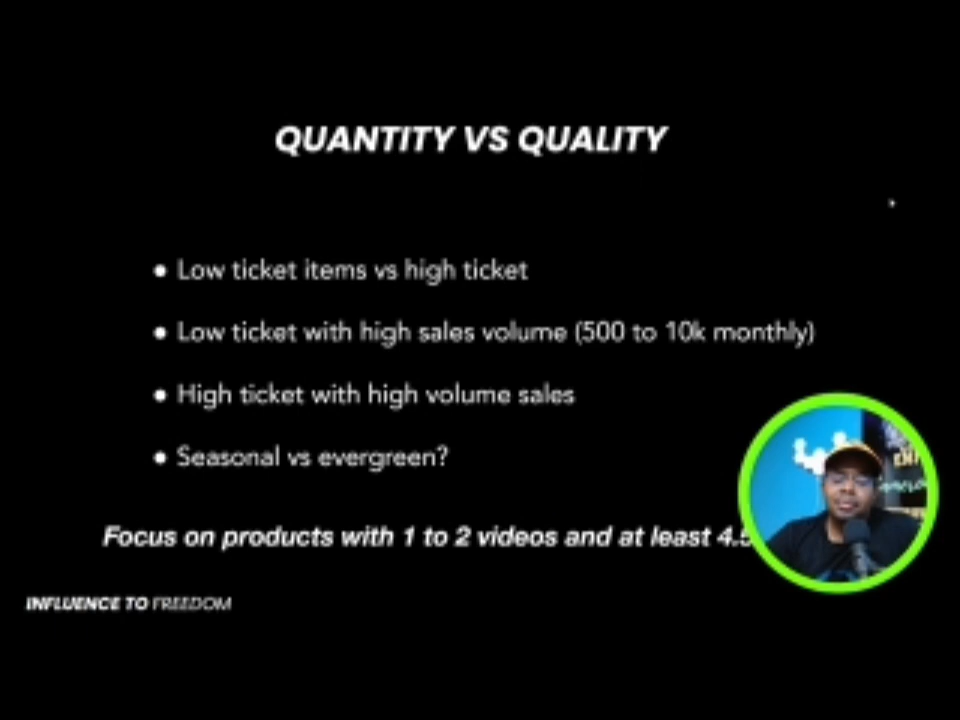 QUANTITY VS QUALITY
● Low ticket items vs high ticket
● Low ticket with high sales volume (500 to 10k monthly)
● High ticket with high volume sales
● Seasonal vs evergreen?
Focus on products with 1 to 2 videos and at least 4.5
INFLUENCE TO FREEDOM